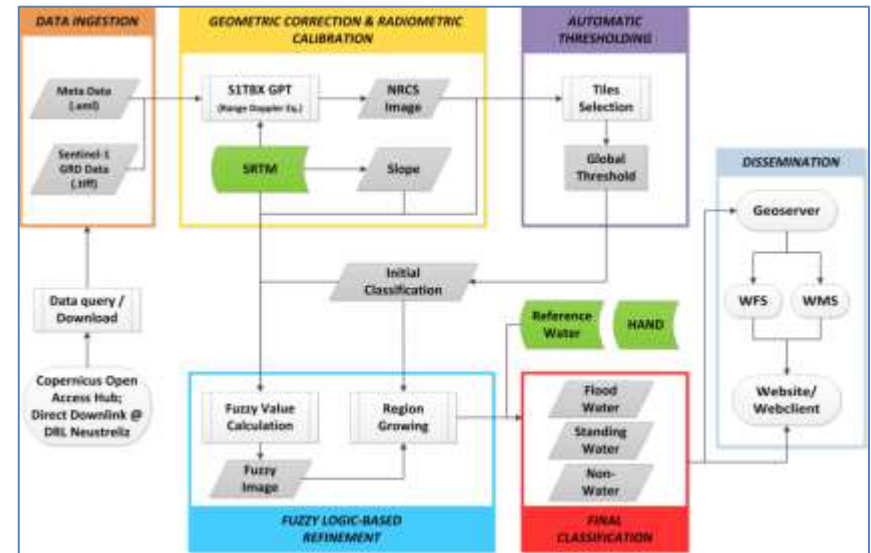 DATA INGESTION
Meta Data
(.xml)
Sentinel-1
GRD Data
(.tiff)
Data query /
Download
Copernicus Open
Access Hub;
Direct Downlink @
DRL Neustreliz
GEOMETRIC CORRECTION & RADIOMETRIC
CALIBRATION
S1TBX GPT
(Range Doppler Eq.)
NRCS
Image
SRTM
Slope
AUTOMATIC
THRESHOLDING
Tiles
Selection
Global
Threshold
Initial
Classification
Fuzzy Value
Calculation
Region
Growing
Fuzzy
Image
FUZZY LOGIC-BASED
REFINEMENT
Reference
Water
HAND
Flood
Water
Standing
Water
Non-
Water
FINAL
CLASSIFICATION
DISSEMINATION
Geoserver
WFS
WMS
Website/
Webclient